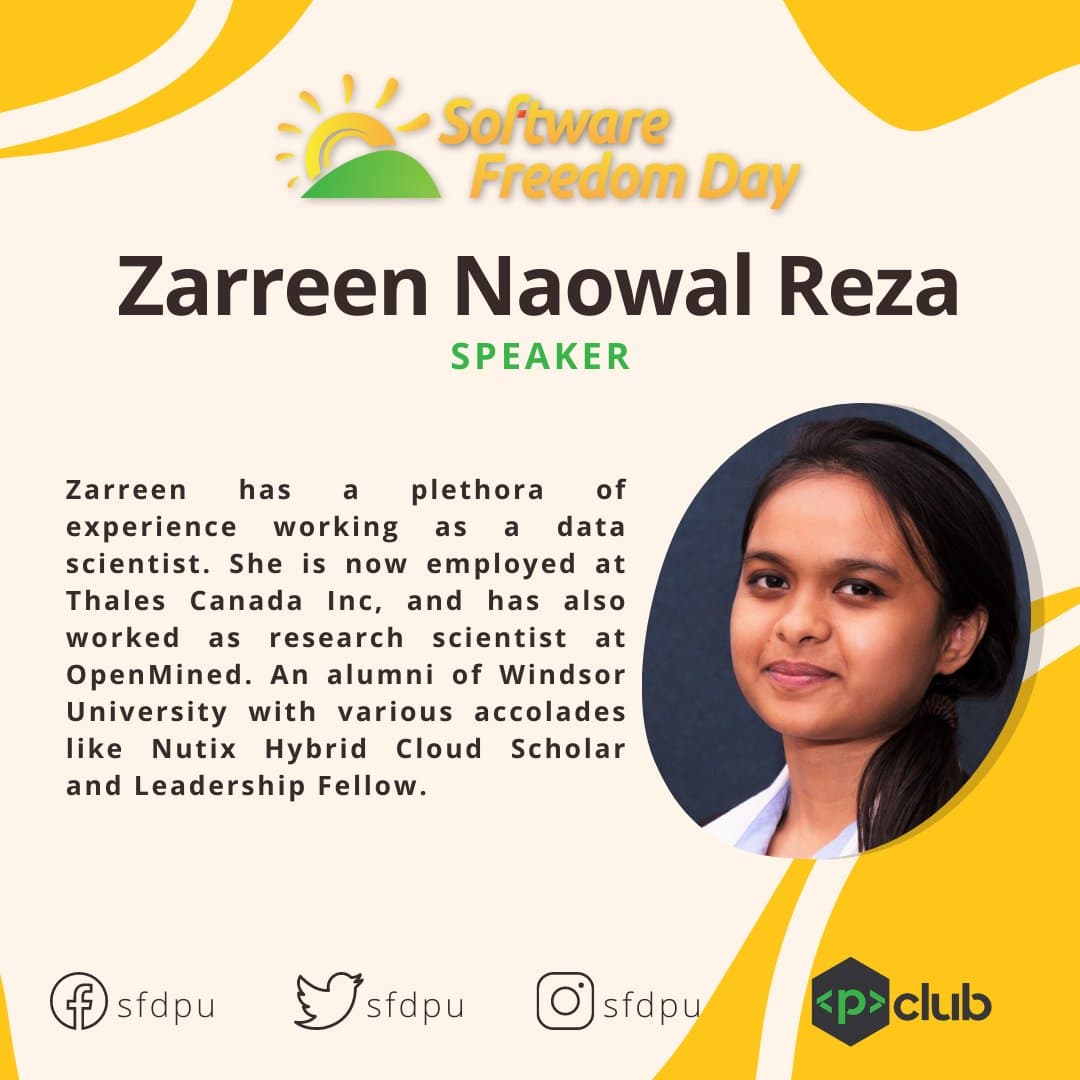 Software
Freedom Day
Zarreen Naowal Reza
SPEAKER
Zarreen has a plethora of
experience working as a data
scientist. She is now employed at
Thales Canada Inc, and has also
worked as research scientist at
OpenMined. An alumni of Windsor
University with various accolades
like Nutix Hybrid Cloud Scholar
and Leadership Fellow.
sfdpu sfdpu sfdpu <p>club